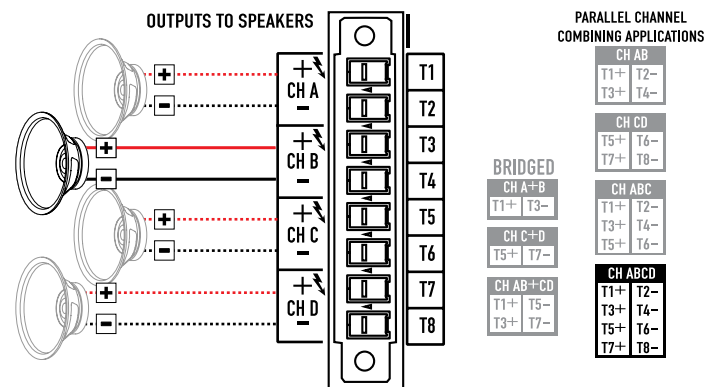 OUTPUTS TO SPEAKERS
+
-
+
-
+
-
+
-
+
CH A
-
+
CH B
-
+
CH C
-
+
CH D
-
T1
T2
T3
T4
T5
T6
T7
T8
BRIDGED
CH A+B
T1+ T3-
CH C+D
T5+ T7-
CH AB+CD
T1+ T5-
T3+ T7-
PARALLEL CHANNEL
COMBINING APPLICATIONS
CH AB
T1+ T2-
T3+ T4-
CH CD
T5+ T6-
T7+ T8-
CH ABC
T1+ T2-
T3+ T4-
T5+ T6-
CH ABCD
T1+ T2-
T3+ T4-
T5+ T6-
T7+ T8-